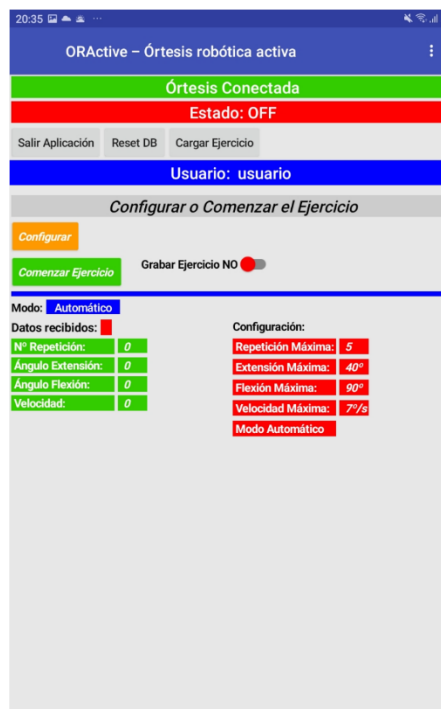 20:35
ORActive – Órtesis robótica activa
Órtesis Conectada
Estado: OFF
Salir Aplicación Reset DB Cargar Ejercicio
Usuario: usuario
Configurar o Comenzar el Ejercicio
Configurar
Comenzar Ejercicio Grabar Ejercicio NO
Modo: Automático
Datos recibidos: Configuración:
Nº Repetición: 0 Repetición Máxima: 5
Ángulo Extensión: 0 Extensión Máxima: 40º
Ángulo Flexión: 0 Flexión Máxima: 90º
Velocidad: 0 Velocidad Máxima: 7º/s
Modo Automático